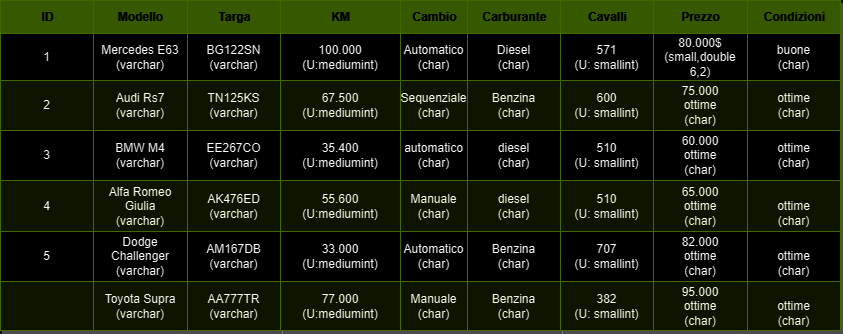 ID Modello Targa KM Cambio Carburante Cavalli Prezzo Condizioni
1 Mercedes E63 (varchar) BG122SN (varchar) 100.000 (U:mediumint) Automatico (char) Diesel (char) 571 (U: smallint) 80.000$ (small,double 6,2) buone (char)
2 Audi Rs7 (varchar) TN125KS (varchar) 67.500 (U:mediumint) Sequenziale (char) Benzina (char) 600 (U: smallint) 75.000 ottime (char) ottime (char)
3 BMW M4 (varchar) EE267CO (varchar) 35.400 (U:mediumint) automatico (char) diesel (char) 510 (U: smallint) 60.000 ottime (char) ottime (char)
4 Alfa Romeo Giulia (varchar) AK476ED (varchar) 55.600 (U:mediumint) Manuale (char) diesel (char) 510 (U: smallint) 65.000 ottime (char) ottime (char)
5 Dodge Challenger (varchar) AM167DB (varchar) 33.000 (U:mediumint) Automatico (char) Benzina (char) 707 (U: smallint) 82.000 ottime (char) ottime (char)
Toyota Supra (varchar) AA777TR (varchar) 77.000 (U:mediumint) Manuale (char) Benzina (char) 382 (U: smallint) 95.000 ottime (char) ottime (char)